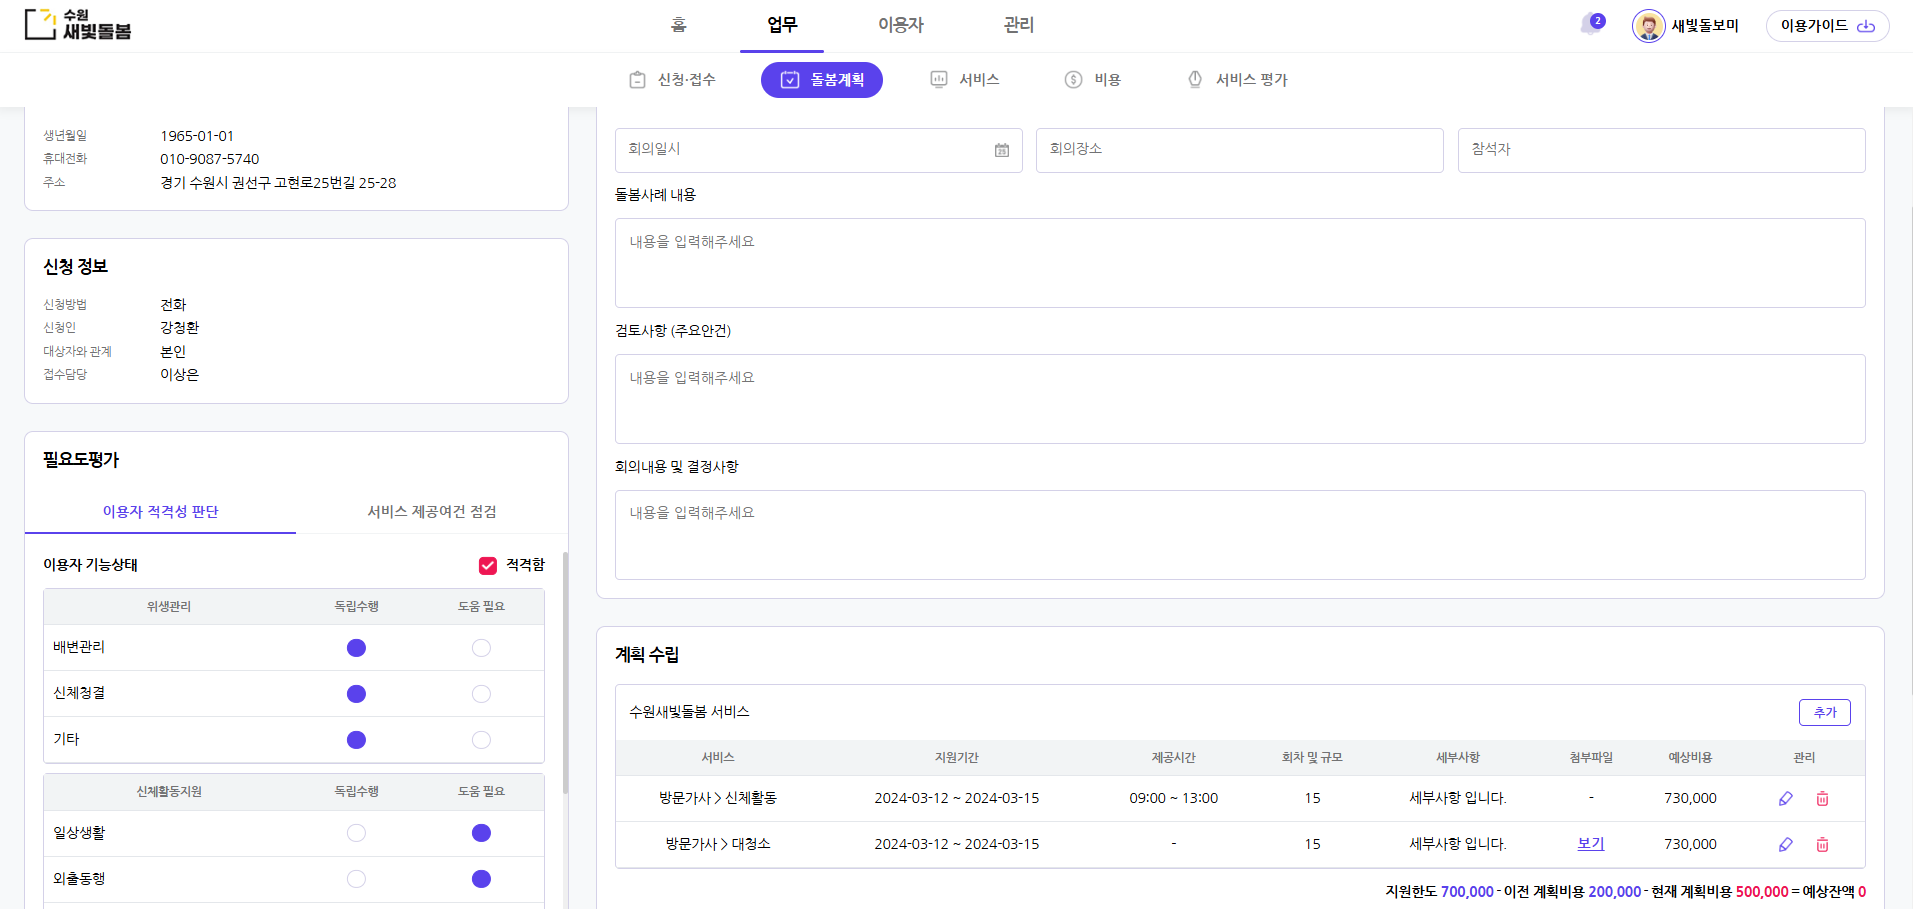 수원
새빛돌봄
홈 업무 이용자 관리
2 새빛돌보미 이용가이드
신청·접수 돌봄계획 서비스 비용 서비스 평가
생년월일 1965-01-01
휴대전화 010-9087-5740
주소 경기 수원시 권선구 고현로25번길 25-28
신청 정보
신청방법 전화
신청인 강청환
대상자와 관계 본인
접수담당 이상은
필요도평가
이용자 적격성 판단 서비스 제공여건 점검
이용자 기능상태 적격함
위생관리 독립수행 도움 필요
배변관리
신체청결
기타
신체활동지원 독립수행 도움 필요
일상생활
외출동행
회의일시 회의장소 참석자
돌봄사례 내용
내용을 입력해주세요
검토사항 (주요안건)
내용을 입력해주세요
회의내용 및 결정사항
내용을 입력해주세요
계획 수립
수원새빛돌봄 서비스 추가
서비스 지원기간 제공시간 회차 및 규모 세부사항 첨부파일 예상비용 관리
방문가사 > 신체활동 2024-03-12 ~ 2024-03-15 09:00 ~ 13:00 15 세부사항 입니다. - 730,000
방문가사 > 대청소 2024-03-12 ~ 2024-03-15 - 15 세부사항 입니다. 보기 730,000
지원한도 700,000 - 이전 계획비용 200,000 - 현재 계획비용 500,000 = 예상잔액 0